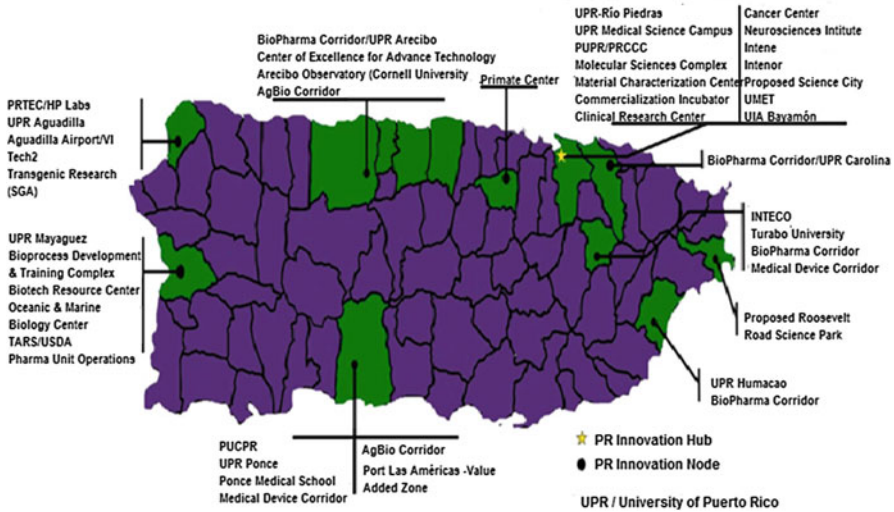 BioPharma Corridor/UPR Arecibo
Center of Excellence for Advance Technology
Arecibo Observatory (Cornell University
AgBio Corridor
Primate Center
UPR-Río Piedras
UPR Medical Science Campus
PUPR/PRCCC
Molecular Sciences Complex
Material Characterization Center
Commercialization Incubator
Clinical Research Center
Cancer Center
Neurosciences Intitute
Intene
Intenor
Proposed Science City
UMET
UIA Bayamón
PRTEC/HP Labs
UPR Aguadilla
Aguadilla Airport/VI
Tech2
Transgenic Research
(SGA)
BioPharma Corridor/UPR Carolina
INTECO
Turabo University
BioPharma Corridor
Medical Device Corridor
UPR Mayaguez
Bioprocess Development
& Training Complex
Biotech Resource Center
Oceanic & Marine
Biology Center
TARS/USDA
Pharma Unit Operations
Proposed Roosevelt
Road Science Park
UPR Humacao
BioPharma Corridor
PUCPR
UPR Ponce
Ponce Medical School
Medical Device Corridor
AgBio Corridor
Port Las Américas -Value
Added Zone
PR Innovation Hub
PR Innovation Node
UPR / University of Puerto Rico